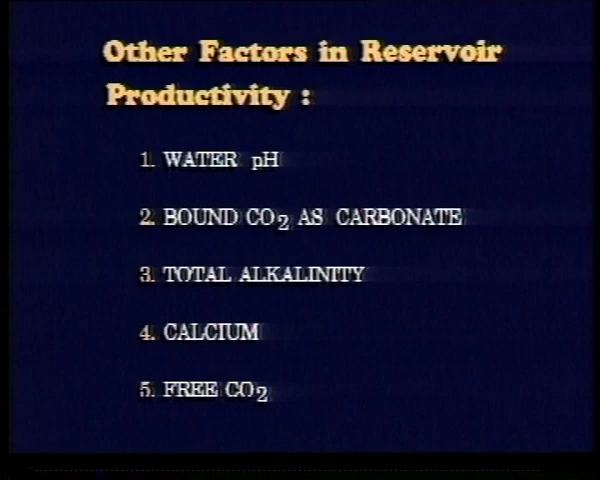 Other Factors in Reservoir
Productivity :
1. WATER pH
2. BOUND CO2 AS CARBONATE
3. TOTAL ALKALINITY
4. CALCIUM
5. FREE CO2